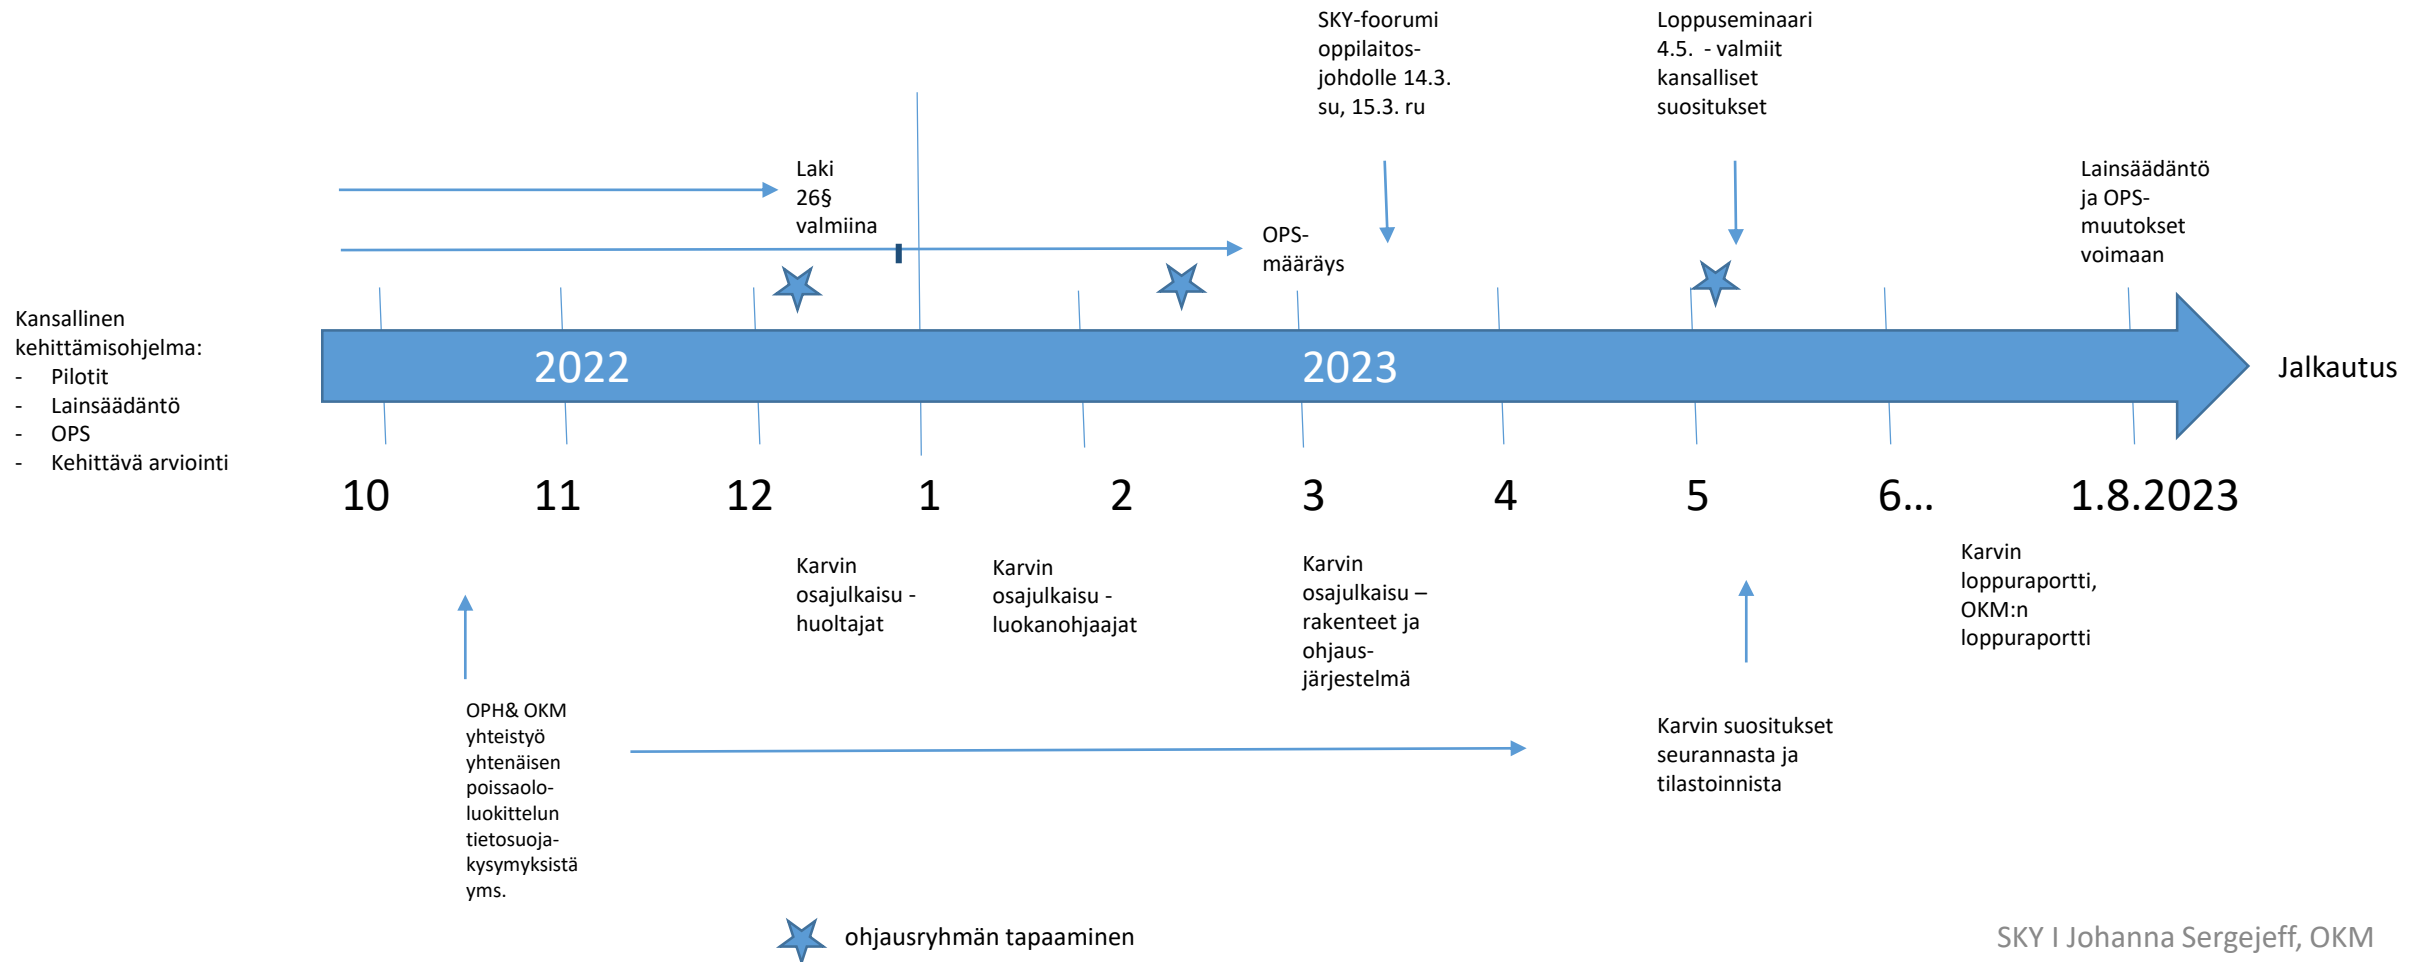 SKY-foorumi
oppilaitos-
johdolle 14.3.
su, 15.3. ru
Loppuseminaari
4.5.  - valmiit
kansalliset
suositukset
Laki
26§
valmiina
OPS-
määräys
Lainsäädäntö
ja OPS-
muutokset
voimaan
Kansallinen
kehittämisohjelma:
- Pilotit
- Lainsäädäntö
- OPS
- Kehittävä arviointi
2022
2023
Jalkautus
10 11 12 1 2 3 4 5 6... 1.8.2023
Karvin
osajulkaisu -
huoltajat
Karvin
osajulkaisu -
luokanohjaajat
Karvin
osajulkaisu –
rakenteet ja
ohjaus-
järjestelmä
Karvin
loppuraportti,
OKM:n
loppuraportti
OPH& OKM
yhteistyö
yhtenäisen
poissaolo-
luokittelun
tietosuoja-
kysymyksistä
yms.
Karvin suositukset
seurannasta ja
tilastoinnista
ohjausryhmän tapaaminen
SKY I Johanna Sergejeff, OKM